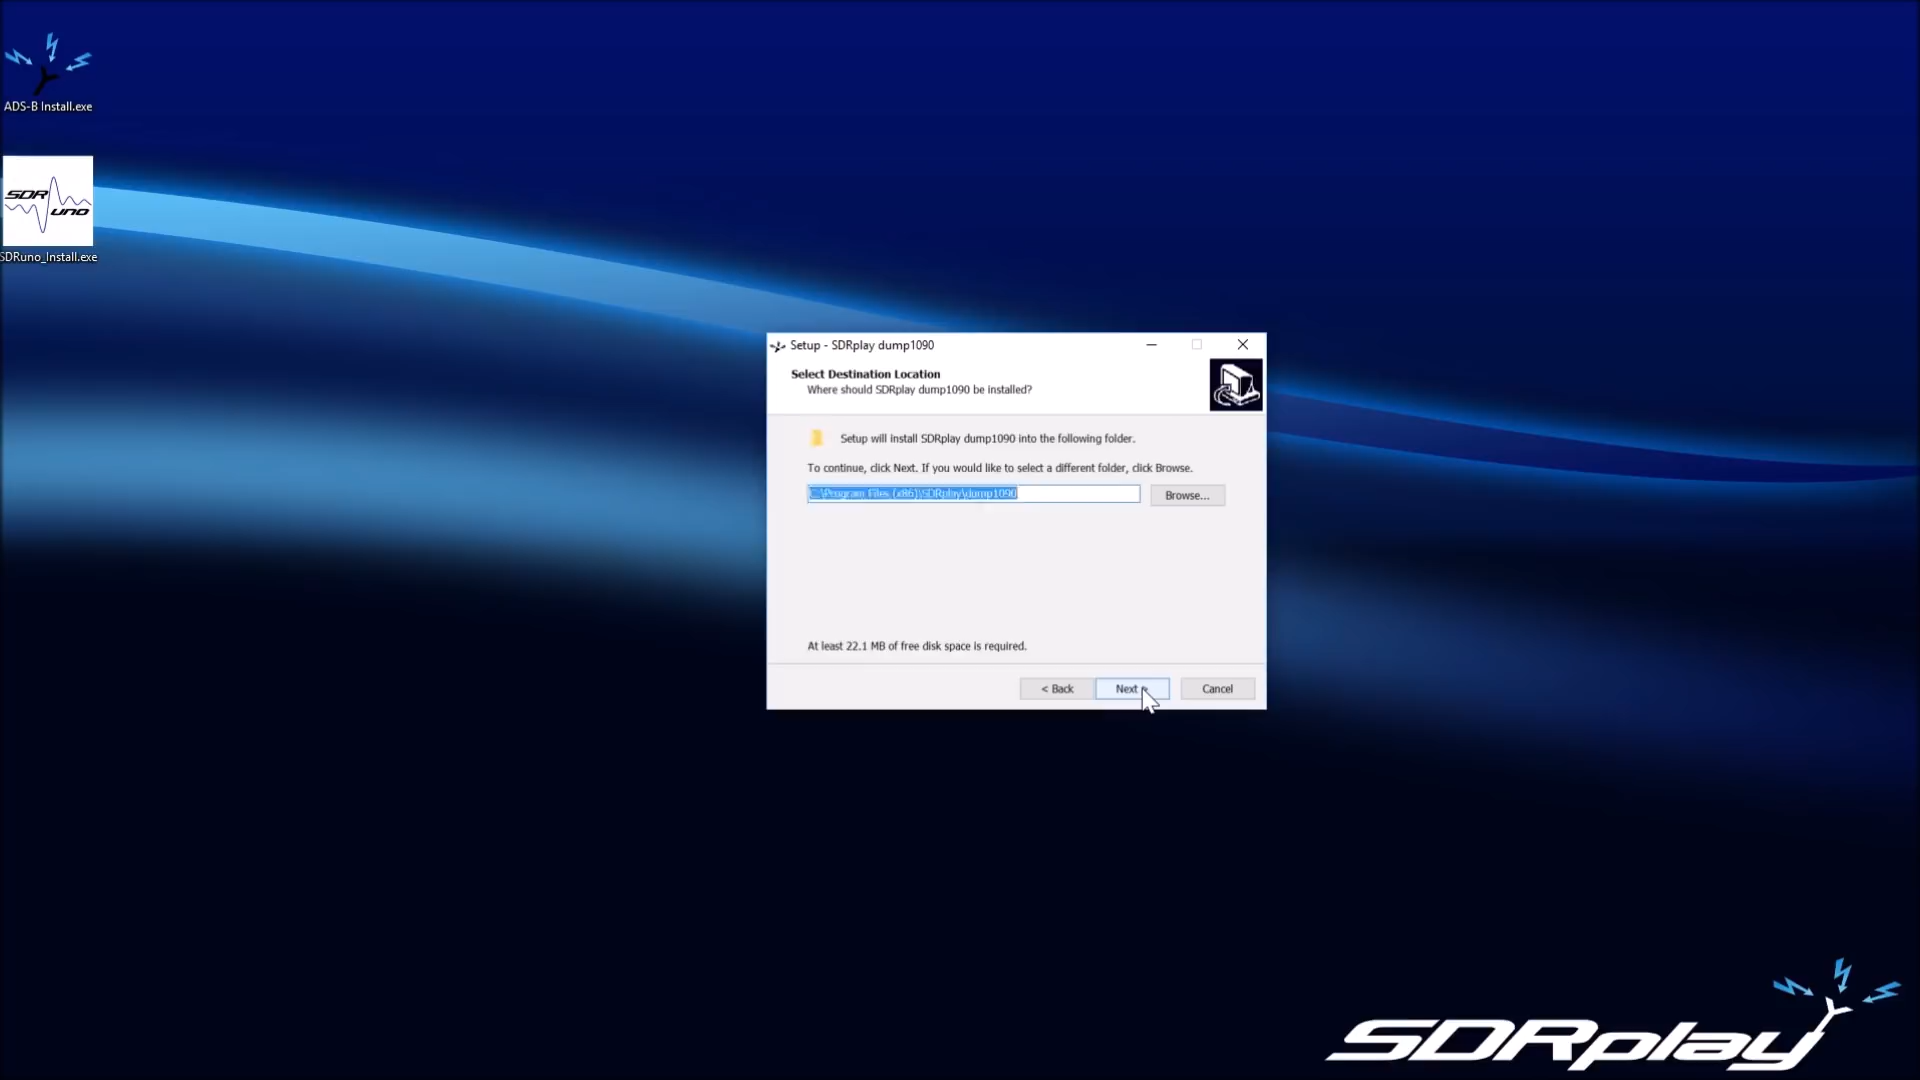 ADS-B Install.exe
SDR
uno
SDRuno_Install.exe
Setup - SDRplay dump1090
Select Destination Location
Where should SDRplay dump1090 be installed?
Setup will install SDRplay dump1090 into the following folder.
To continue, click Next. If you would like to select a different folder, click Browse.
C:\Program Files (x86)\SDRplay\dump1090
Browse...
At least 22.1 MB of free disk space is required.
< Back
Next >
Cancel
SDRplay